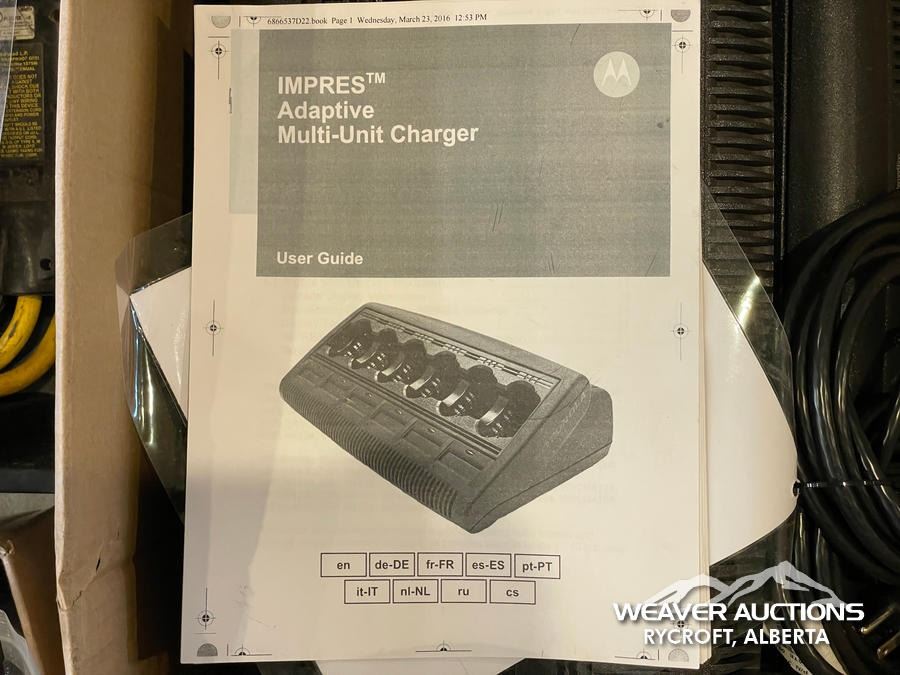 6866537D22.book Page 1 Wednesday, March 23, 2016 12:53 PM
IMPRES™
Adaptive
Multi-Unit Charger
User Guide
en de-DE fr-FR es-ES pt-PT
it-IT nl-NL ru cs
WEAVER AUCTIONS
RYCROFT, ALBERTA